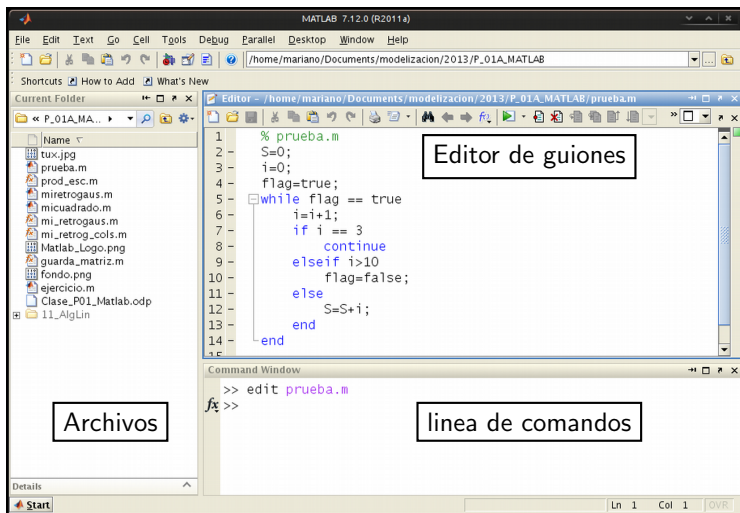 MATLAB 7.12.0 (R2011a)
File Edit Text Go Cell Tools Debug Parallel Desktop Window Help
/home/mariano/Documents/modelizacion/2013/P_01A_MATLAB
Shortcuts How to Add What's New
Current Folder
« P_01A_MA...
Name
tux.jpg
prueba.m
prod_esc.m
miretrogaus.m
micuadrado.m
mi_retrogaus.m
mi_retrog_cols.m
Matlab_Logo.png
guarda_matriz.m
fondo.png
ejercicio.m
Clase_P01_Matlab.odp
11_AlgLin
Archivos
Details
Editor - /home/mariano/Documents/modelizacion/2013/P_01A_MATLAB/prueba.m
1 % prueba.m
2 - S=0;
3 - i=0;
4 - flag=true;
5 - while flag == true
6 - i=i+1;
7 - if i == 3
8 - continue
9 - elseif i>10
10 - flag=false;
11 - else
12 - S=S+i;
13 - end
14 - end
15
Editor de guiones
Command Window
>> edit prueba.m
fx >>
linea de comandos
Start
Ln 1 Col 1 OVR